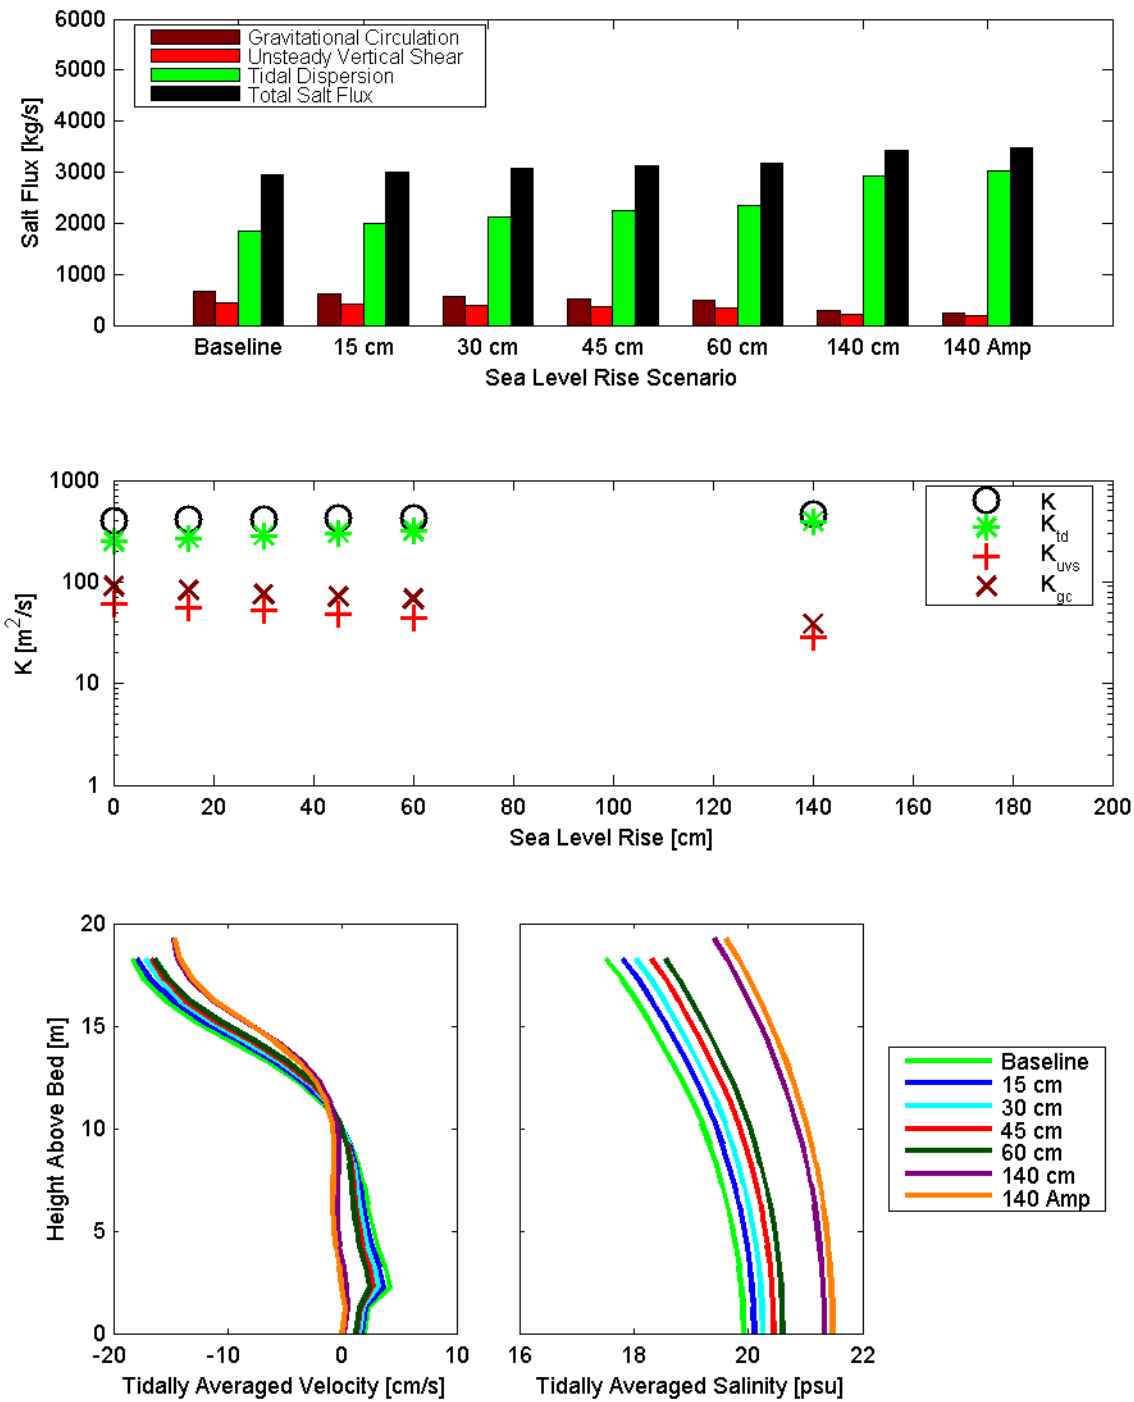 6000
5000
4000
3000
2000
1000
0
Salt Flux [kg/s]
Gravitational Circulation
Unsteady Vertical Shear
Tidal Dispersion
Total Salt Flux
Baseline 15 cm 30 cm 45 cm 60 cm 140 cm 140 Amp
Sea Level Rise Scenario
1000
100
10
1
K [m²/s]
K
K_td
K_uvs
K_gc
0 20 40 60 80 100 120 140 160 180 200
Sea Level Rise [cm]
20
15
10
5
0
Height Above Bed [m]
-20 -10 0 10
Tidally Averaged Velocity [cm/s]
16 18 20 22
Tidally Averaged Salinity [psu]
Baseline
15 cm
30 cm
45 cm
60 cm
140 cm
140 Amp